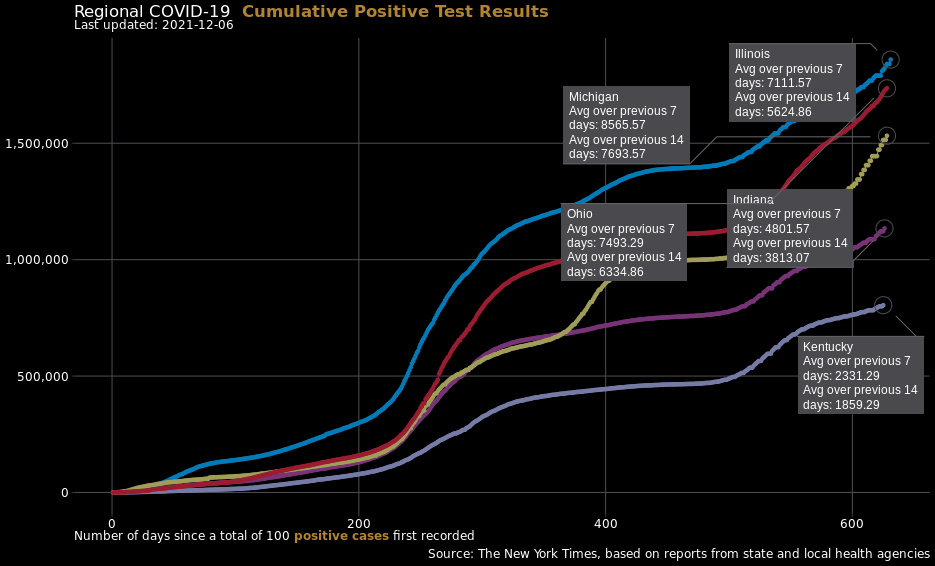 Regional COVID-19 Cumulative Positive Test Results
Last updated: 2021-12-06
Illinois
Avg over previous 7
days: 7111.57
Avg over previous 14
days: 5624.86
Michigan
Avg over previous 7
days: 8565.57
Avg over previous 14
days: 7693.57
Indiana
Avg over previous 7
days: 4801.57
Avg over previous 14
days: 3813.07
Ohio
Avg over previous 7
days: 7493.29
Avg over previous 14
days: 6334.86
Kentucky
Avg over previous 7
days: 2331.29
Avg over previous 14
days: 1859.29
1,500,000
1,000,000
500,000
0
0 200 400 600
Number of days since a total of 100 positive cases first recorded
Source: The New York Times, based on reports from state and local health agencies